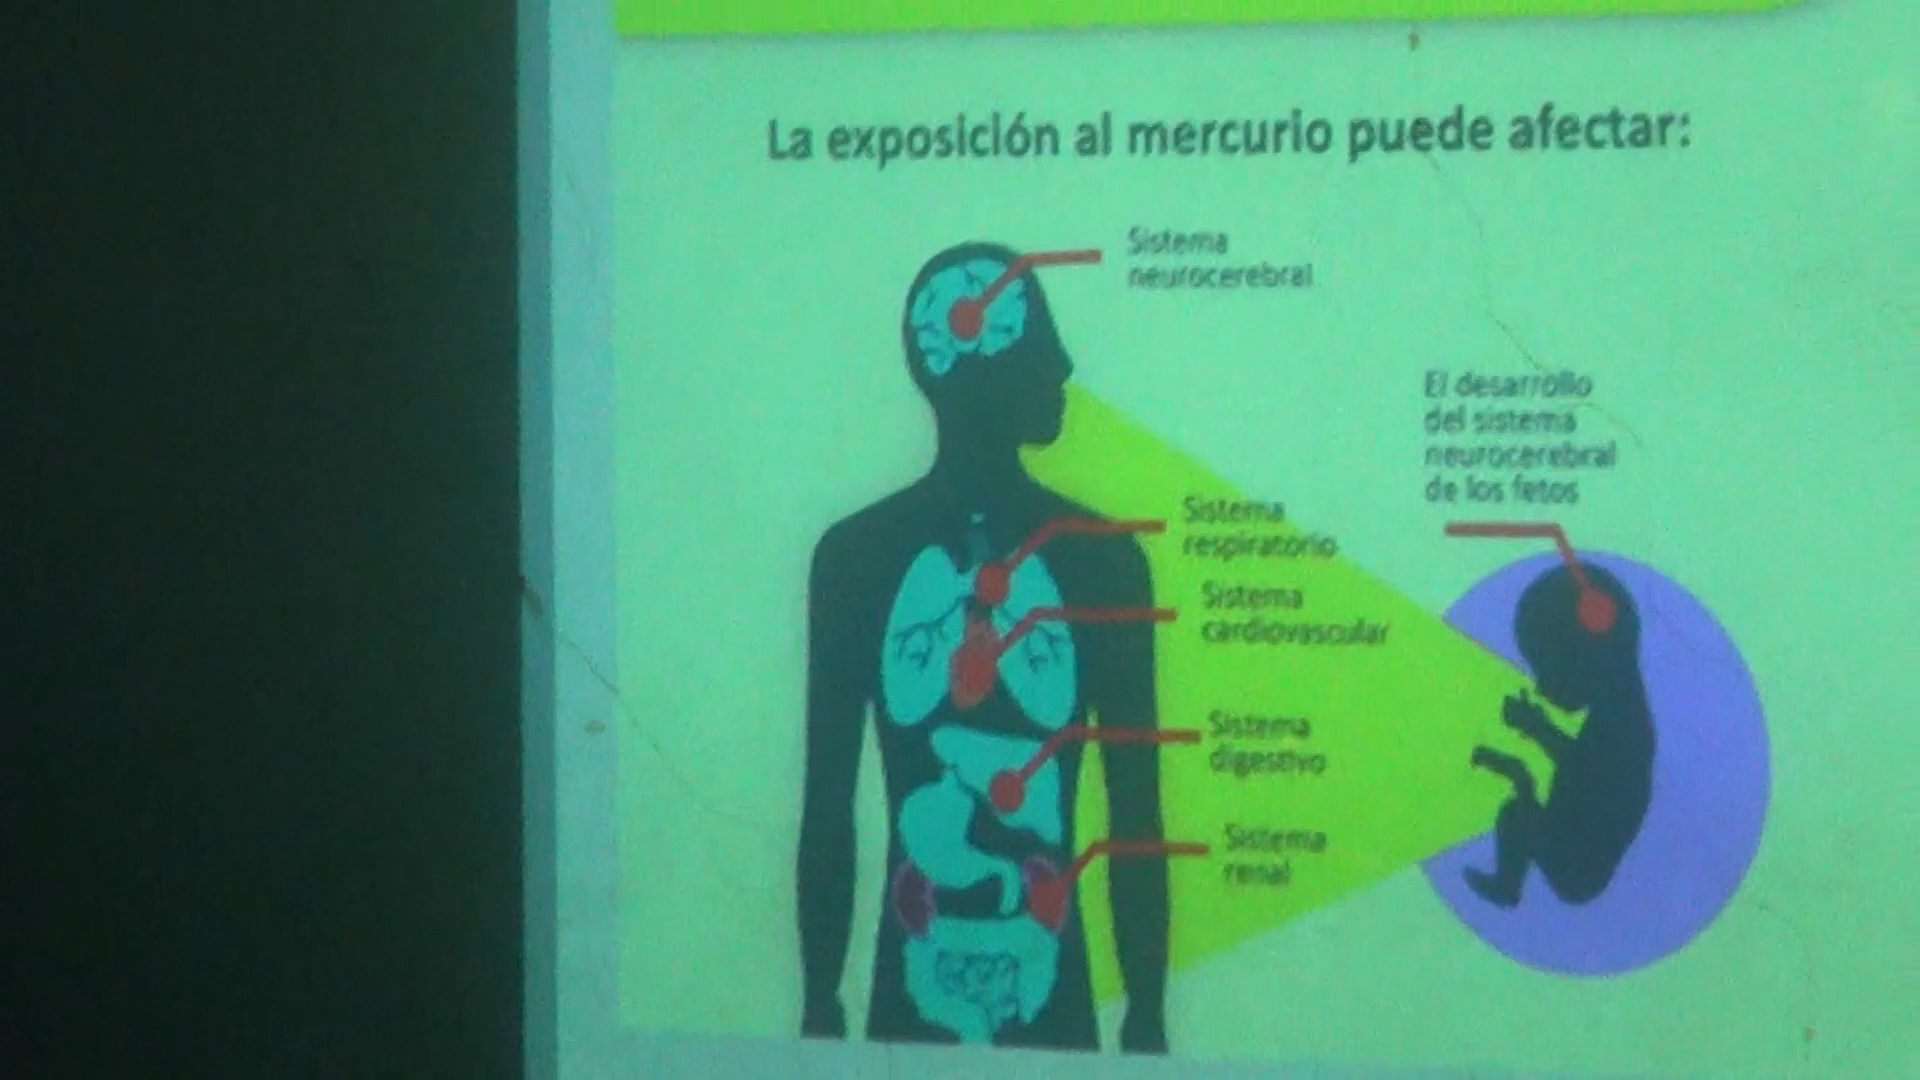 La exposición al mercurio puede afectar:
Sistema
neurocerebral
El desarrollo
del sistema
neurocerebral
de los fetos
Sistema
respiratorio
Sistema
cardiovascular
Sistema
digestivo
Sistema
renal